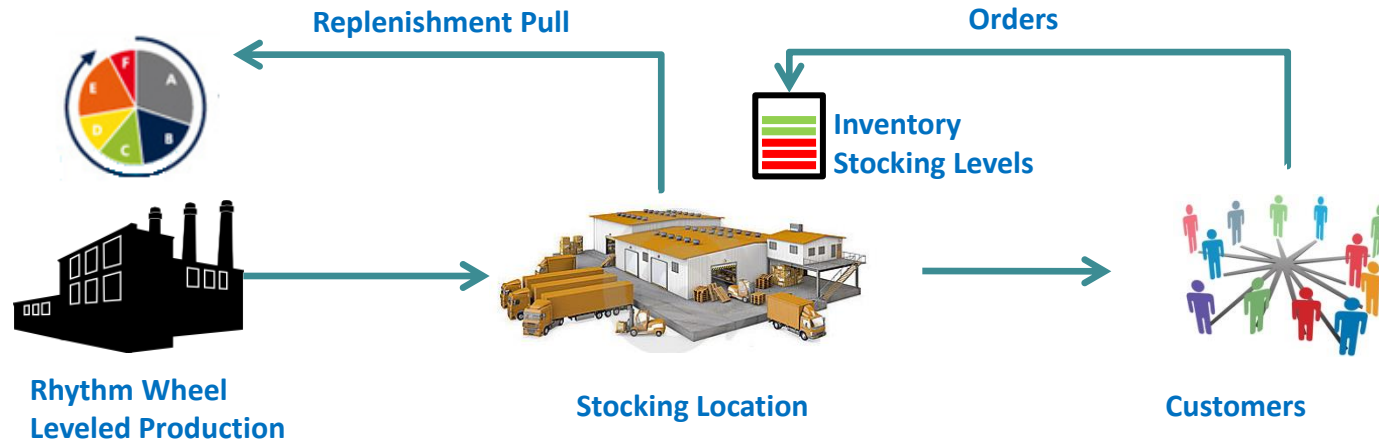 Replenishment Pull
Orders
F
A
E
D
B
C
Inventory
Stocking Levels
Rhythm Wheel
Leveled Production
Stocking Location
Customers